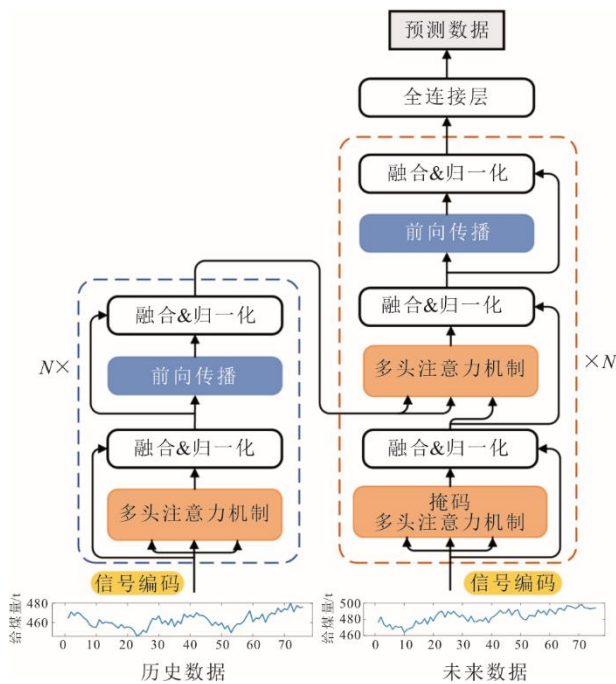 预测数据
全连接层
融合&归一化
前向传播
融合&归一化
多头注意力机制
×N
融合&归一化
掩码
多头注意力机制
信号编码
融合&归一化
N×
前向传播
融合&归一化
多头注意力机制
信号编码
给煤量/t
480
460
0 10 20 30 40 50 60 70
历史数据
给煤量/t
500
480
460
0 10 20 30 40 50 60 70
未来数据